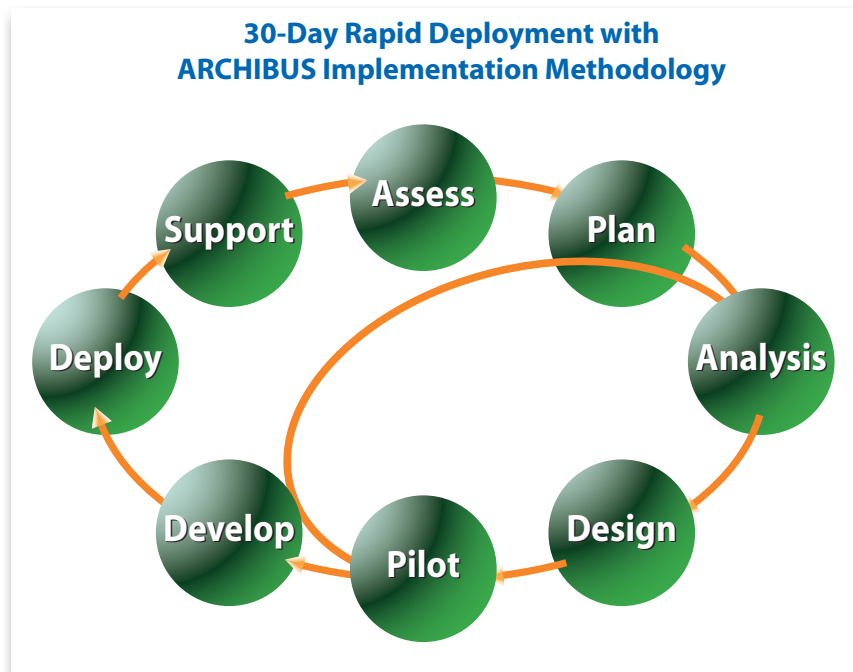 30-Day Rapid Deployment with
ARCHIBUS Implementation Methodology
Assess
Support
Plan
Deploy
Analysis
Develop
Design
Pilot